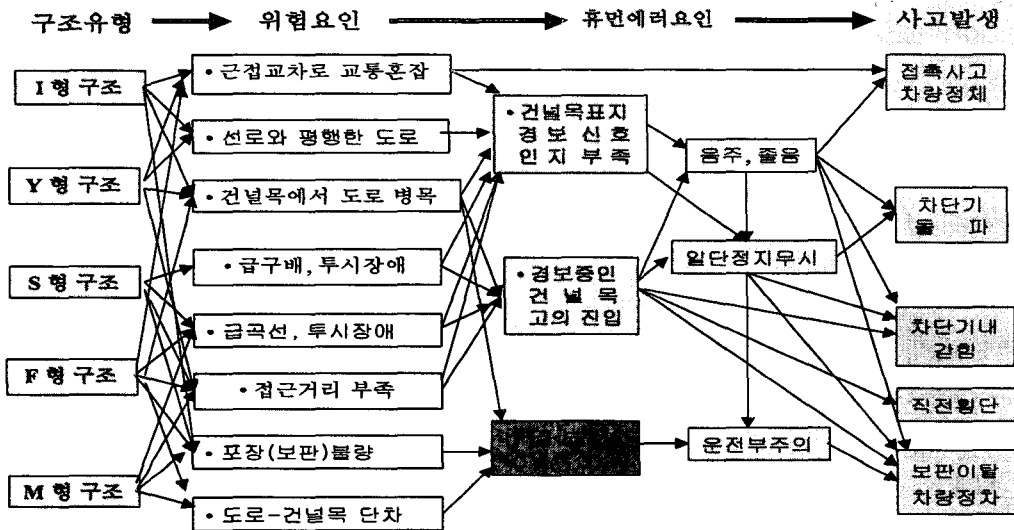 구조유형
위험요인
휴먼에러요인
사고발생
I 형 구조
Y 형 구조
S 형 구조
F 형 구조
M 형 구조
• 근접교차로 교통혼잡
• 선로와 평행한 도로
• 건널목에서 도로 병목
• 급구배, 투시장애
• 급곡선, 투시장애
• 접근거리 부족
• 포장(보판)불량
• 도로-건널목 단차
• 건널목표지
경 보 신 호
인 지 부 족
• 경보중인
건 널 목
고의 진입
음주, 졸음
일단정지무시
운전부주의
접촉사고
차량정체
차단기
돌 파
차단기내
갇힘
직전횡단
보판이탈
차량정차